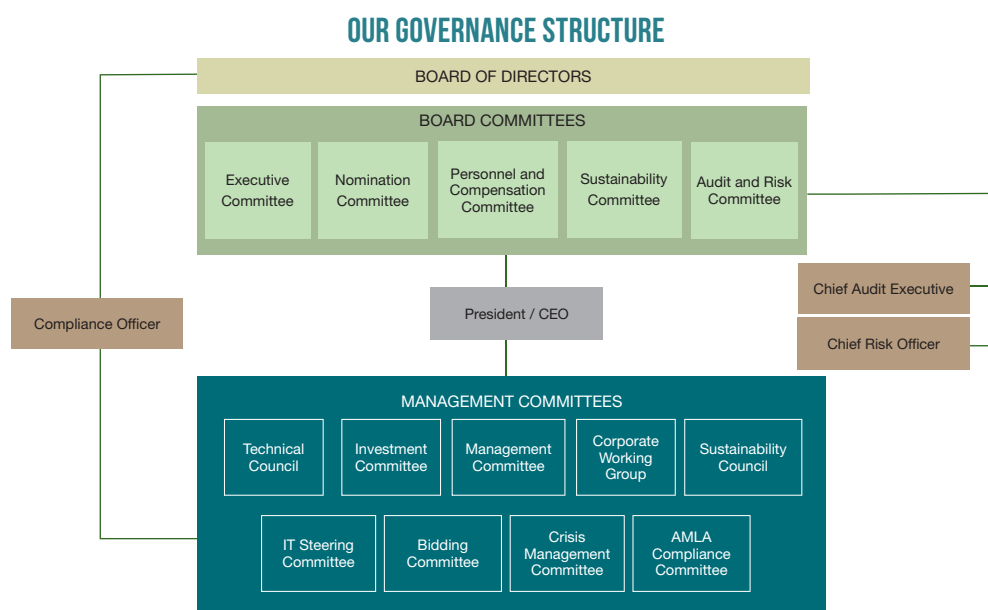 OUR GOVERNANCE STRUCTURE
BOARD OF DIRECTORS
BOARD COMMITTEES
Executive
Committee
Nomination
Committee
Personnel and
Compensation
Committee
Sustainability
Committee
Audit and Risk
Committee
Compliance Officer
President / CEO
Chief Audit Executive
Chief Risk Officer
MANAGEMENT COMMITTEES
Technical
Council
Investment
Committee
Management
Committee
Corporate
Working
Group
Sustainability
Council
IT Steering
Committee
Bidding
Committee
Crisis
Management
Committee
AMLA
Compliance
Committee